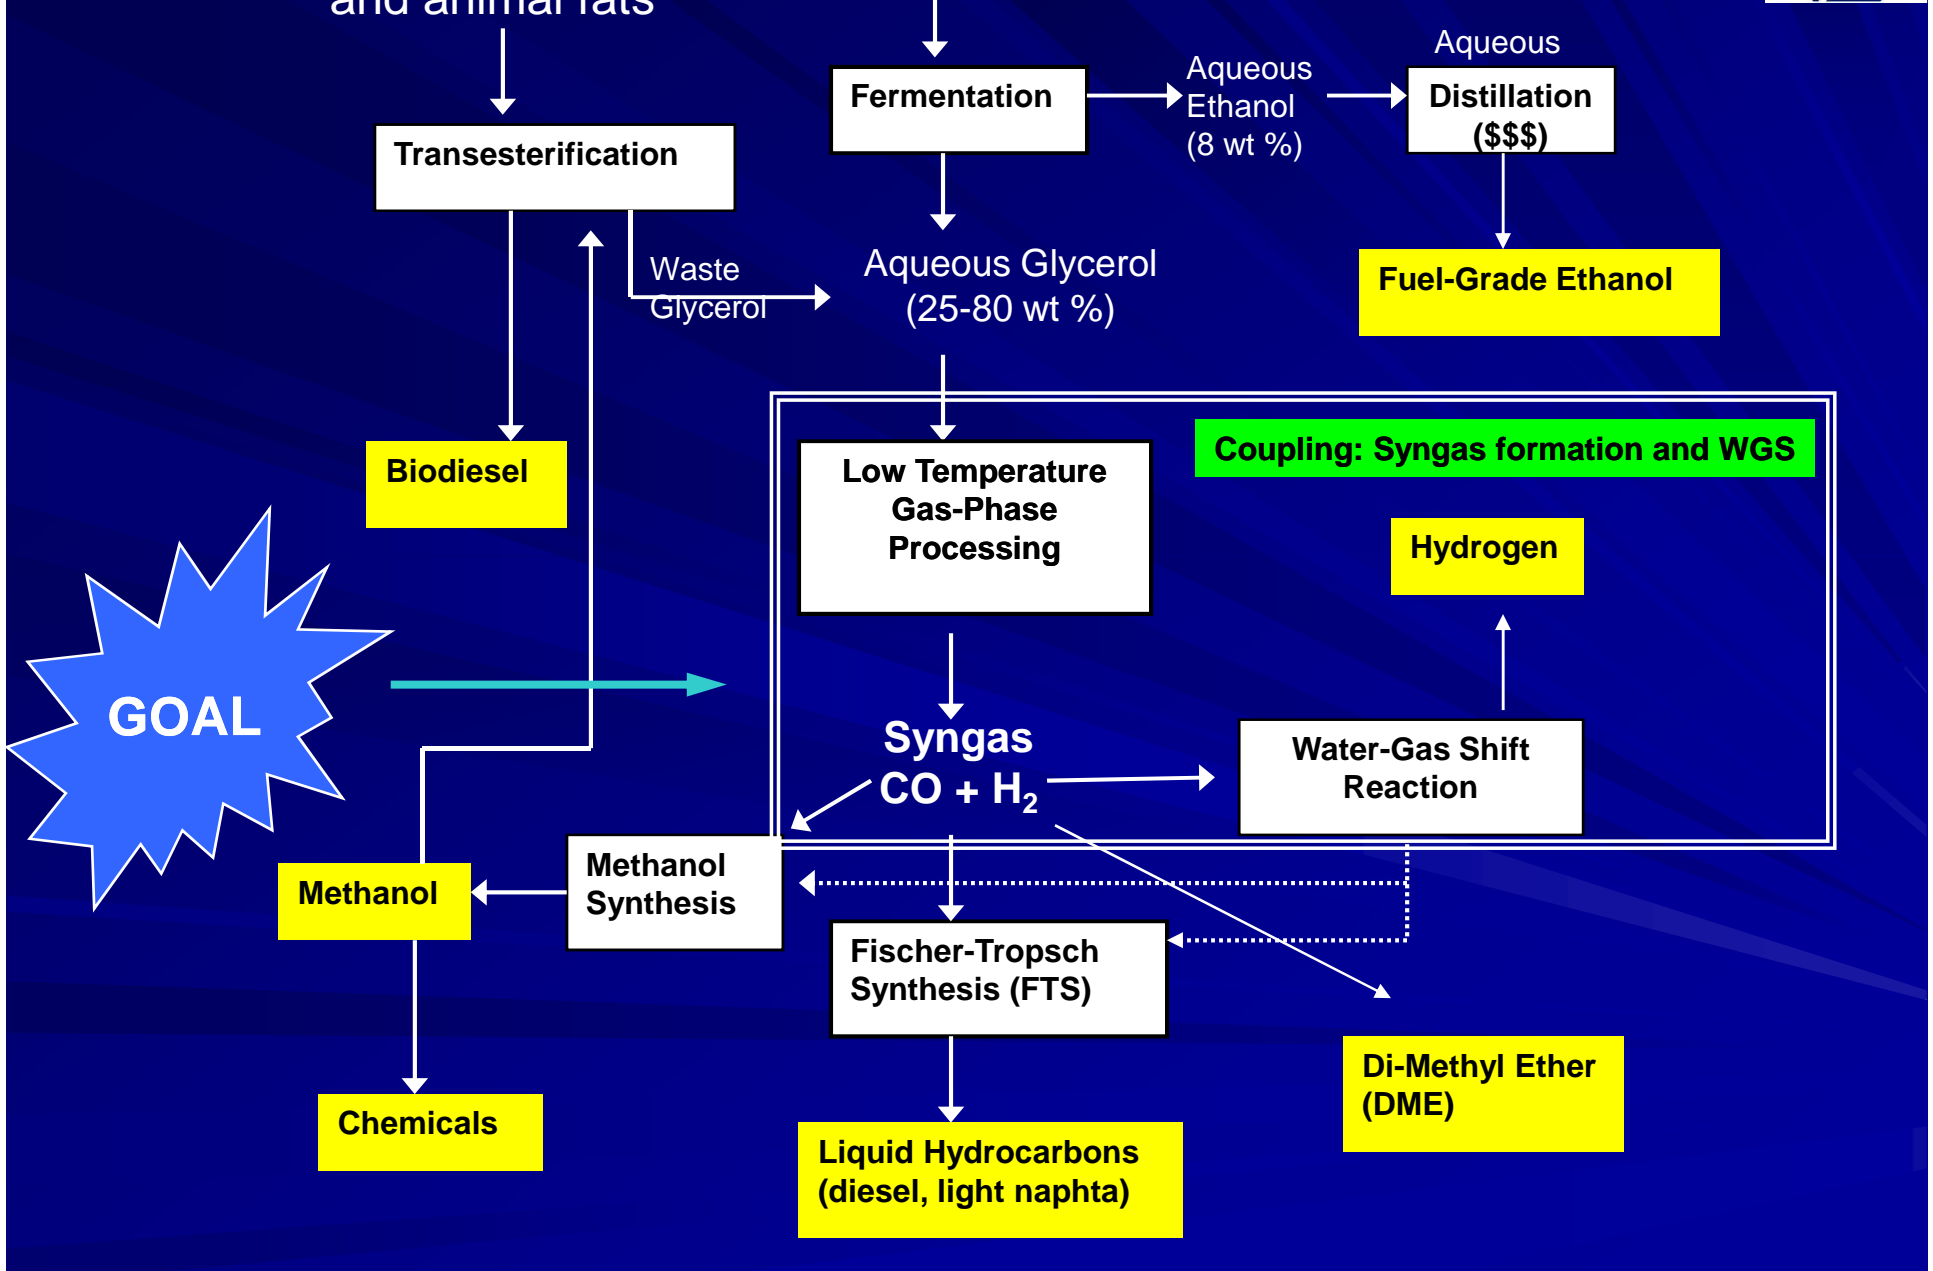 and animal fats
Aqueous
Fermentation
Aqueous
Ethanol
(8 wt %)
Distillation
($$$)
Transesterification
Waste
Glycerol
Aqueous Glycerol
(25-80 wt %)
Fuel-Grade Ethanol
Biodiesel
Low Temperature
Gas-Phase
Processing
Coupling: Syngas formation and WGS
Hydrogen
GOAL
Syngas
CO + H₂
Water-Gas Shift
Reaction
Methanol
Methanol
Synthesis
Fischer-Tropsch
Synthesis (FTS)
Di-Methyl Ether
(DME)
Chemicals
Liquid Hydrocarbons
(diesel, light naphta)